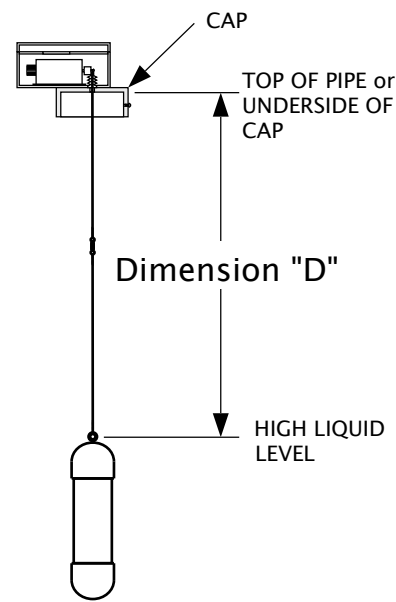 CAP
TOP OF PIPE or
UNDERSIDE OF
CAP
Dimension "D"
HIGH LIQUID
LEVEL